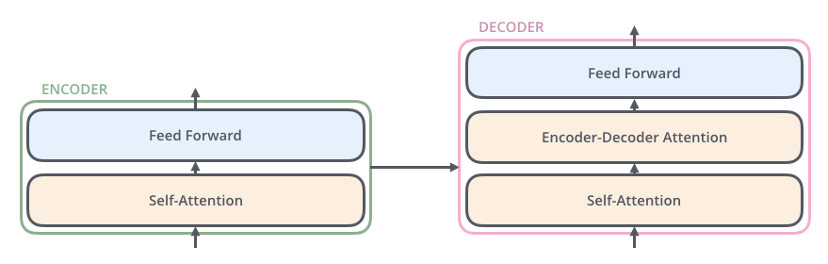 ENCODER
Feed Forward
Self-Attention
DECODER
Feed Forward
Encoder-Decoder Attention
Self-Attention